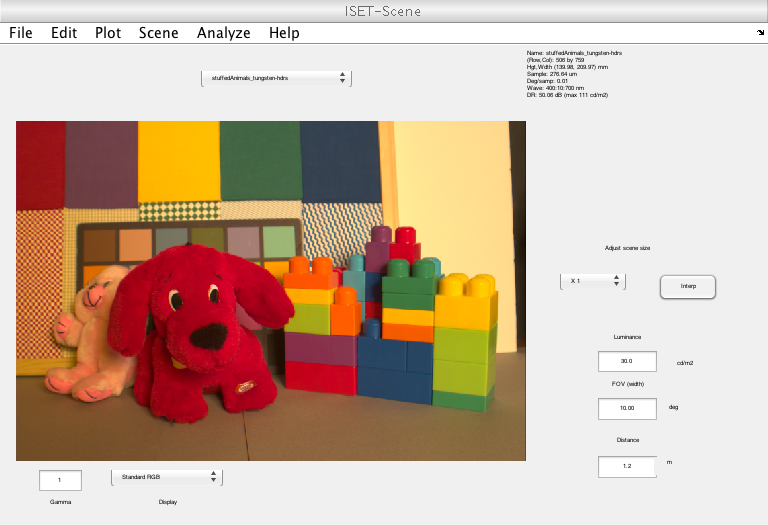 ISET-Scene
File Edit Plot Scene Analyze Help
stuffedAnimals_tungsten-hdrs
Name: stuffedAnimals_tungsten-hdrs
(Row,Col): 506 by 759
Hgt,Width (139.98, 209.97) mm
Sample: 276.64 um
Deg/samp: 0.01
Wave: 400:10:700 nm
DR: 50.06 dB (max 111 cd/m2)
Adjust scene size
X 1
Interp
Luminance
30.0 cd/m2
FOV (width)
10.00 deg
Distance
1.2 m
1
Standard RGB
Gamma
Display